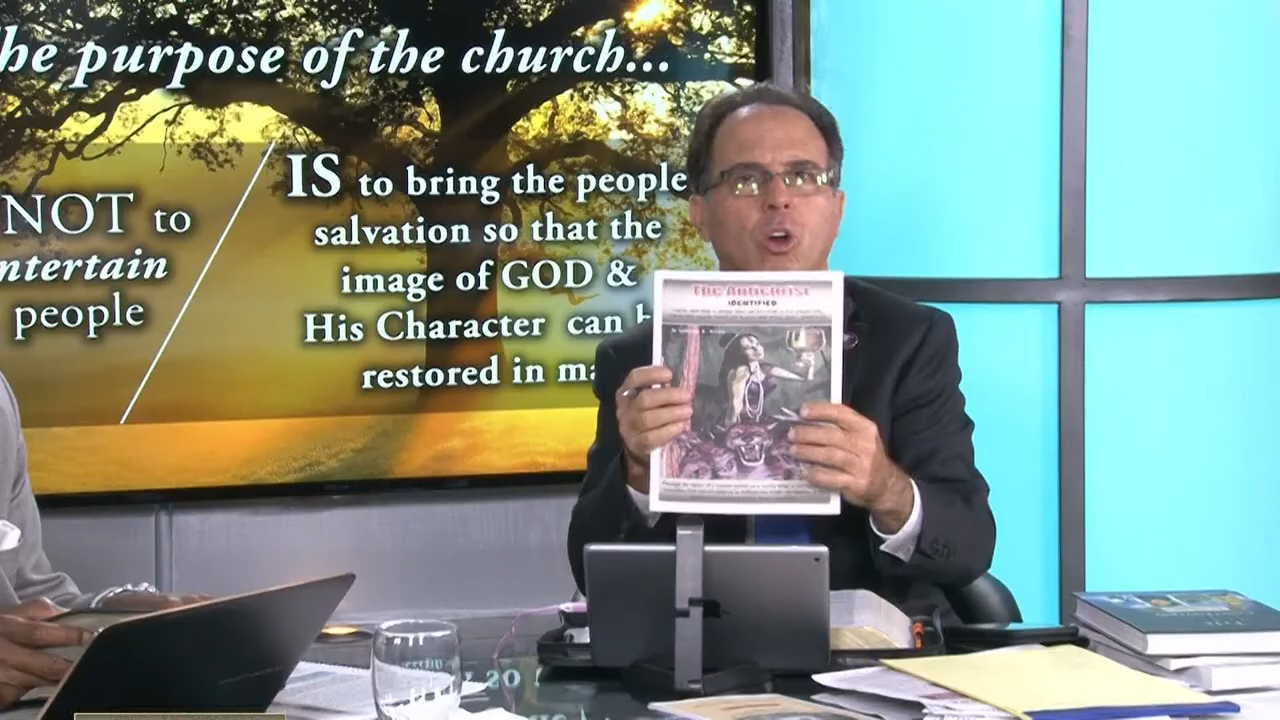 he purpose of the church...
NOT to
ntertain
people
IS to bring the people
salvation so that the
image of GOD &
His Character can
restored in ma
THE ANTICHRIST
IDENTIFIED